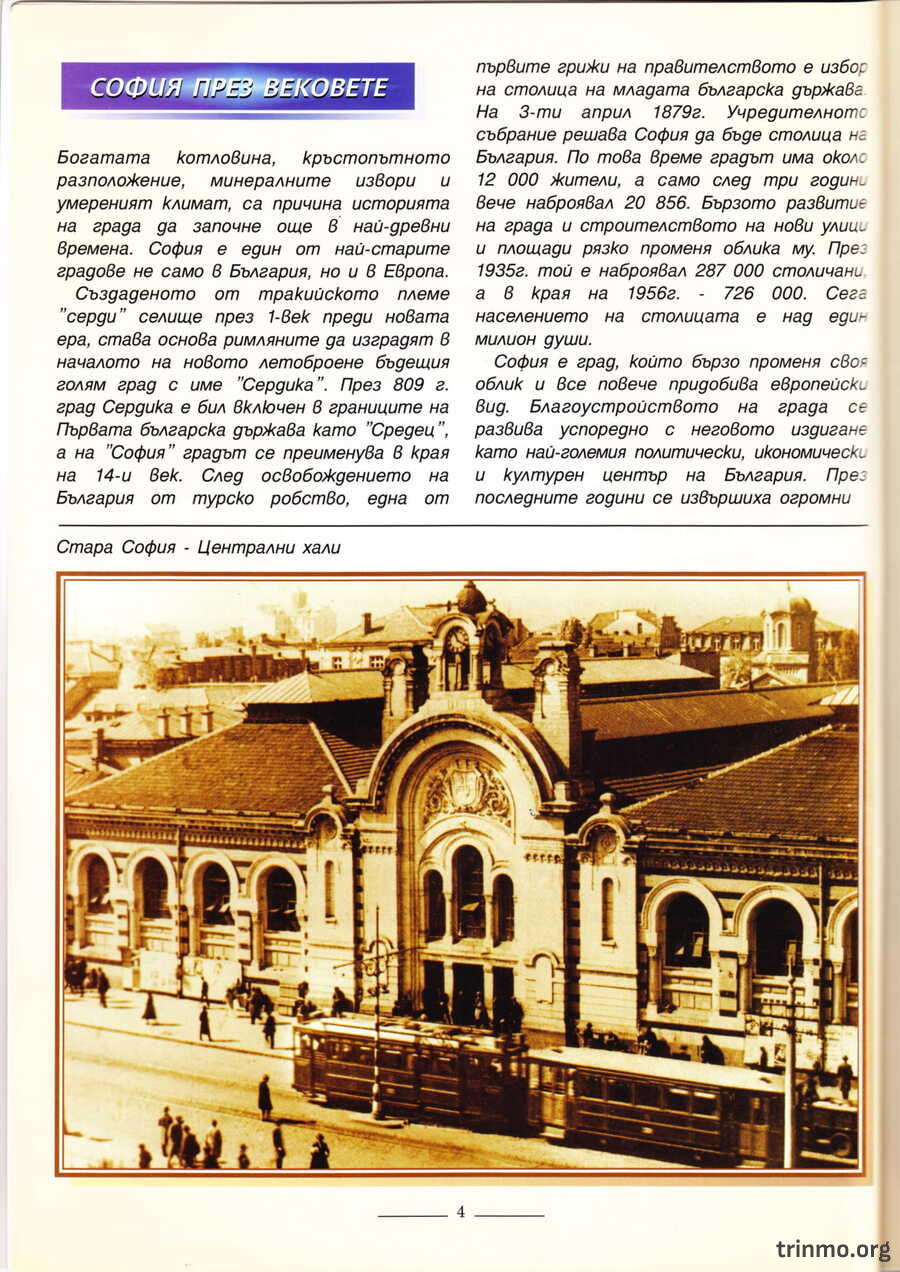 СОФИЯ ПРЕЗ ВЕКОВЕТЕ
Богатата котловина, кръстопътното
разположение, минералните извори и
умереният климат, са причина историята
на града да започне още в най-древни
времена. София е един от най-старите
градове не само в България, но и в Европа.
Създаденото от тракийското племе
"серди" селище през 1-век преди новата
ера, става основа римляните да изградят в
началото на новото летоброене бъдещия
голям град с име "Сердика". През 809 г.
град Сердика е бил включен в границите на
Първата българска държава като "Средец",
а на "София" градът се преименува в края
на 14-и век. След освобождението на
България от турско робство, една от
първите грижи на правителството е избор
на столица на младата българска държава.
На 3-ти април 1879г. Учредителното
събрание решава София да бъде столица на
България. По това време градът има около
12 000 жители, а само след три години
вече наброявал 20 856. Бързото развитие
на града и строителството на нови улици
и площади рязко променя облика му. През
1935г. той е наброявал 287 000 столичани,
а в края на 1956г. - 726 000. Сега
населението на столицата е над един
милион души.
София е град, който бързо променя своя
облик и все повече придобива европейски
вид. Благоустройството на града се
развива успоредно с неговото издигане
като най-големия политически, икономически
и културен център на България. През
последните години се извършиха огромни
Стара София - Централни хали
4
trinmo.org